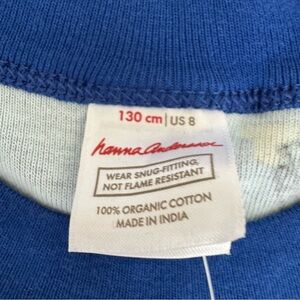 130 cm | US 8
hanna andersson
WEAR SNUG-FITTING,
NOT FLAME RESISTANT
100% ORGANIC COTTON
MADE IN INDIA